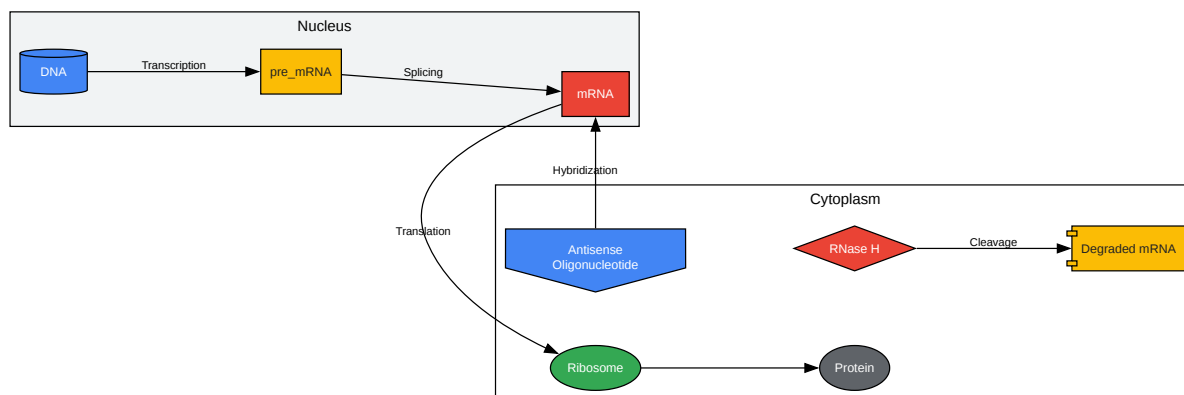 Nucleus
DNA
Transcription
pre_mRNA
Splicing
mRNA
Hybridization
Cytoplasm
Translation
Antisense
Oligonucleotide
RNase H
Cleavage
Degraded mRNA
Ribosome
Protein